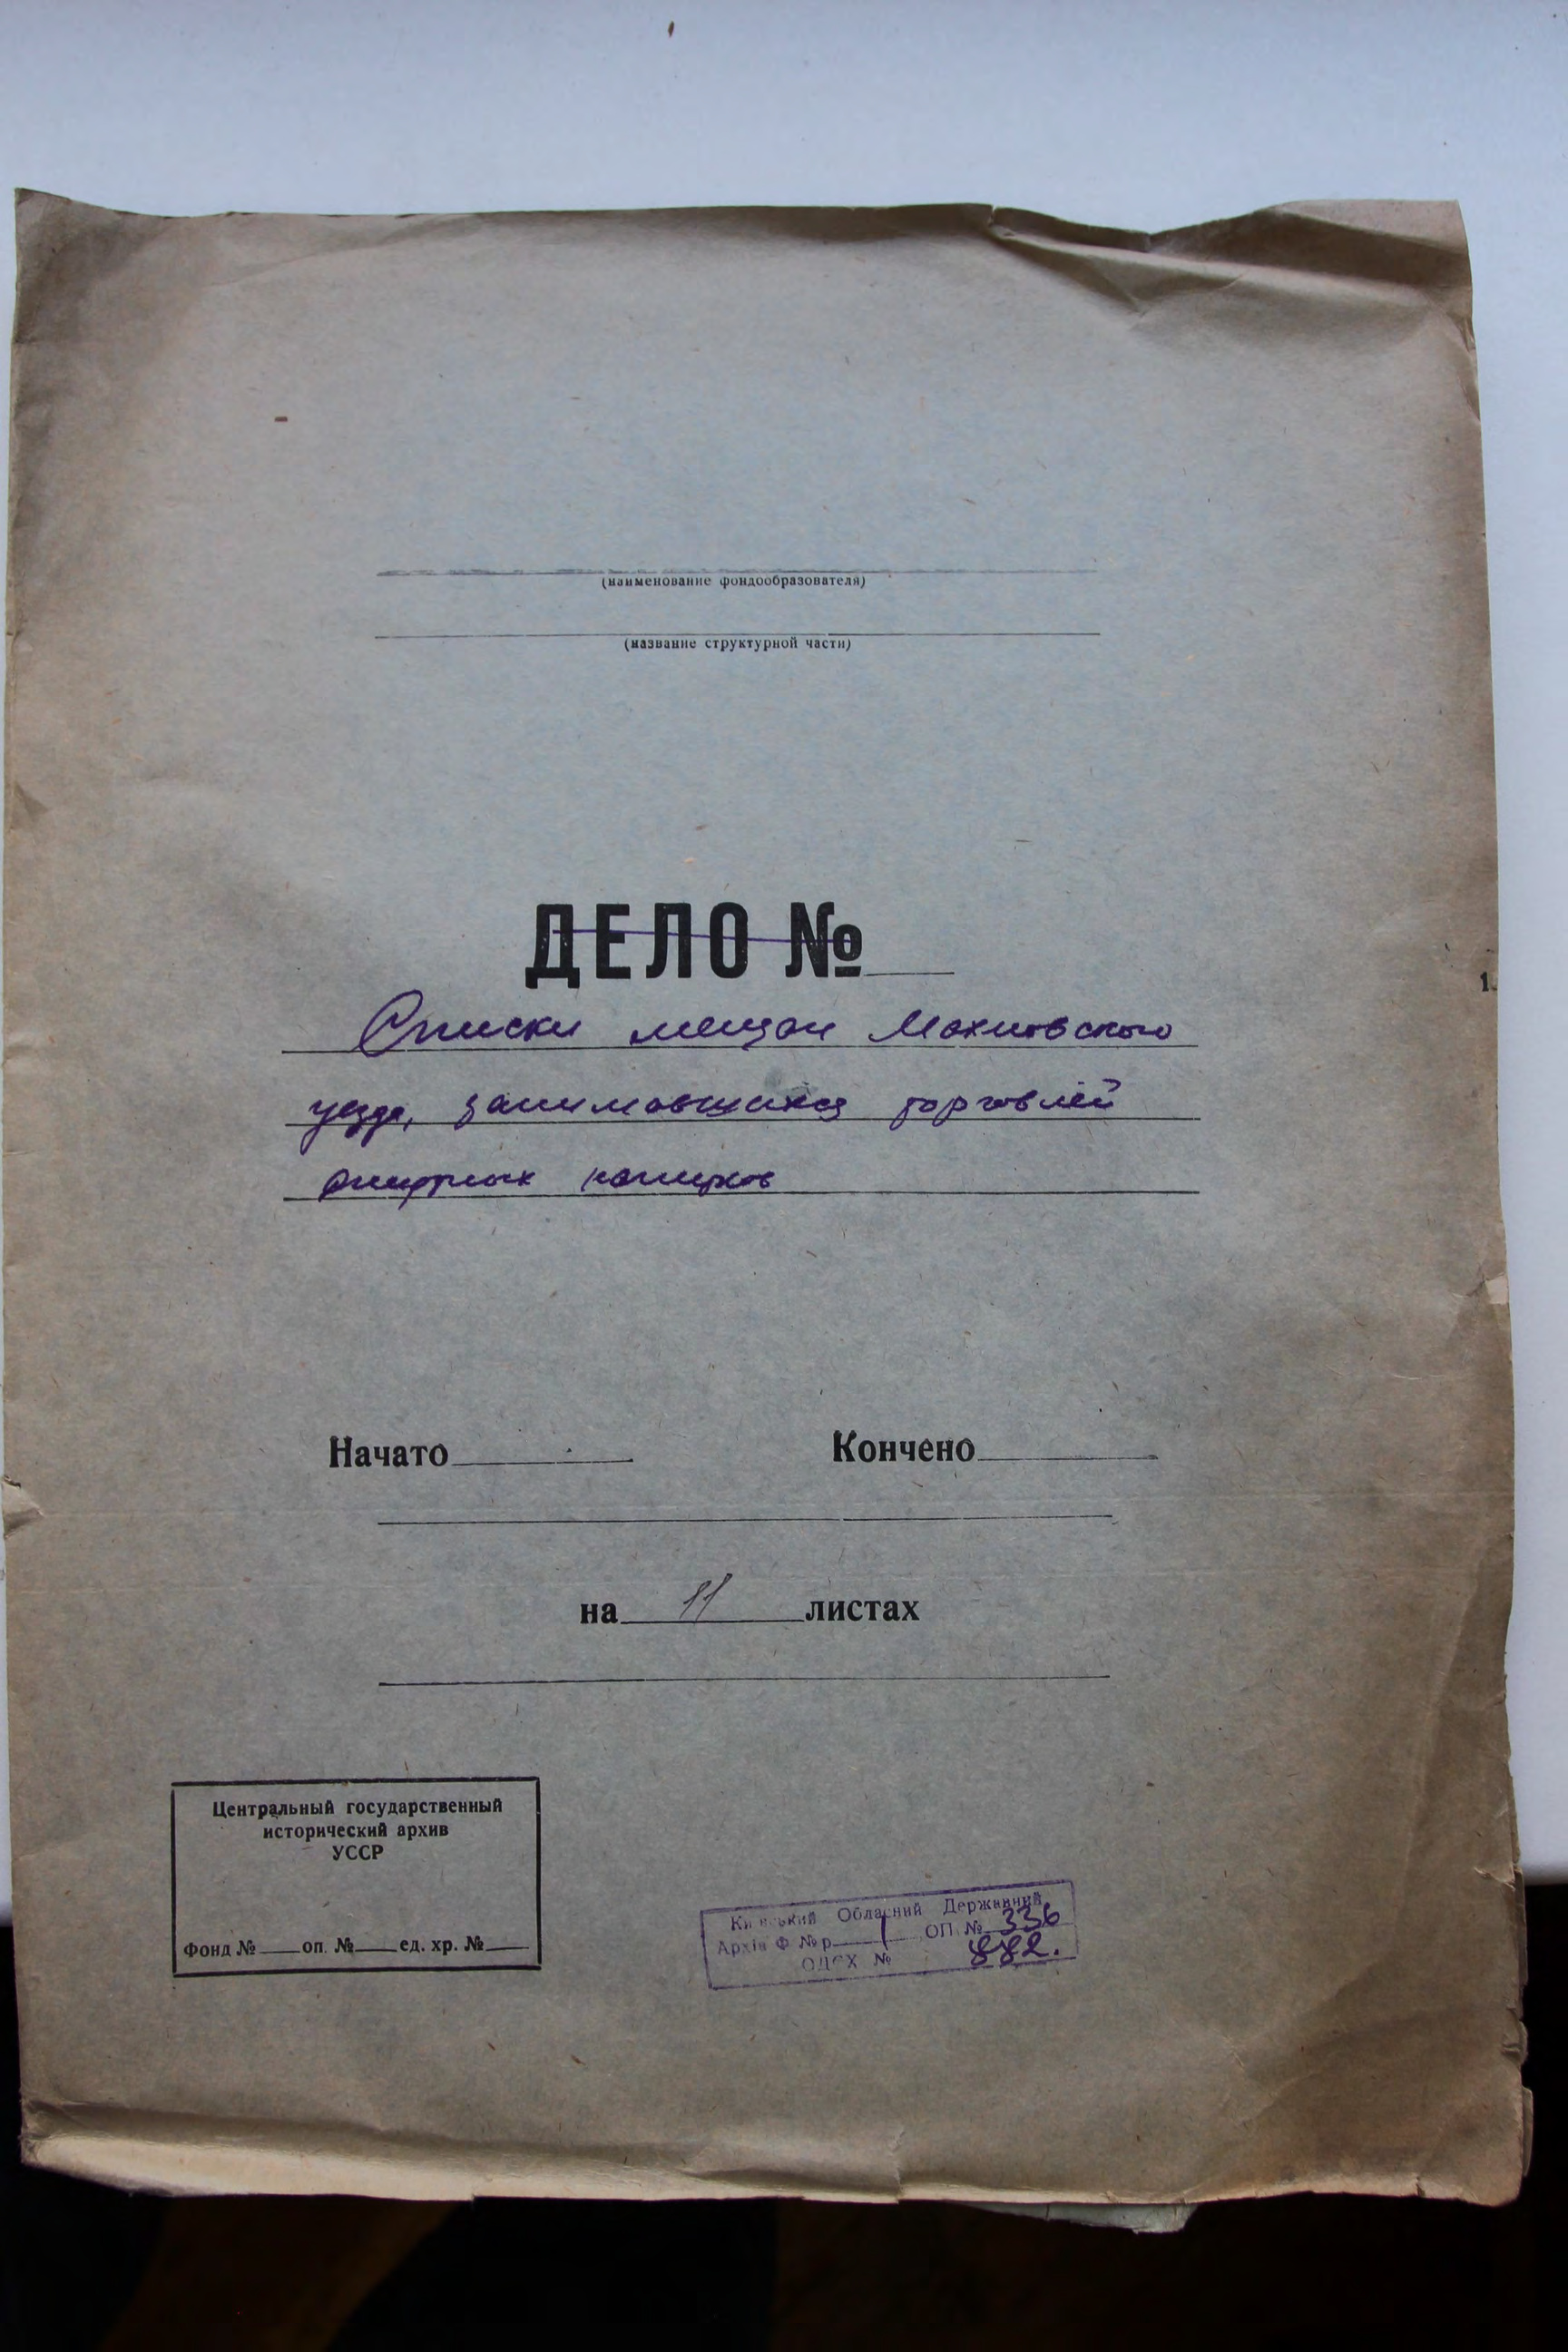 (наименование фондообразователя)
(название структурной части)
ДЕЛО №
1.
Списки мещан Махновского
уезда, занимавшихся торговлей
спиртных напитков
Начато Кончено
на 11 листах
Центральный государственный
исторический архив
УССР
Фонд № оп. № ед. хр. №
Київський Обласний Державний
Архів Ф. № р 1 ОП. № 336
ОДЗХ № 882.